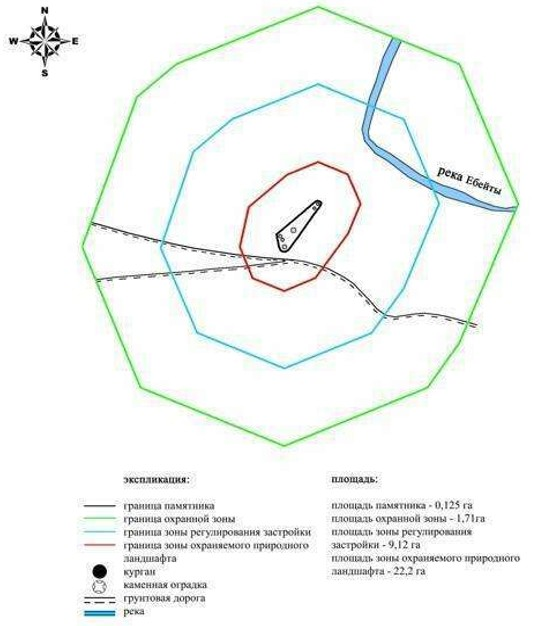 N
W E
S
река Ебейты
экспликация:
граница памятника
граница охранной зоны
граница зоны регулирования застройки
граница зоны охраняемого природного
ландшафта
курган
каменная оградка
грунтовая дорога
река
площадь:
площадь памятника - 0,125 га
площадь охранной зоны - 1,71га
площадь зоны регулирования
застройки - 9,12 га
площадь зоны охраняемого природного
ландшафта - 22,2 га